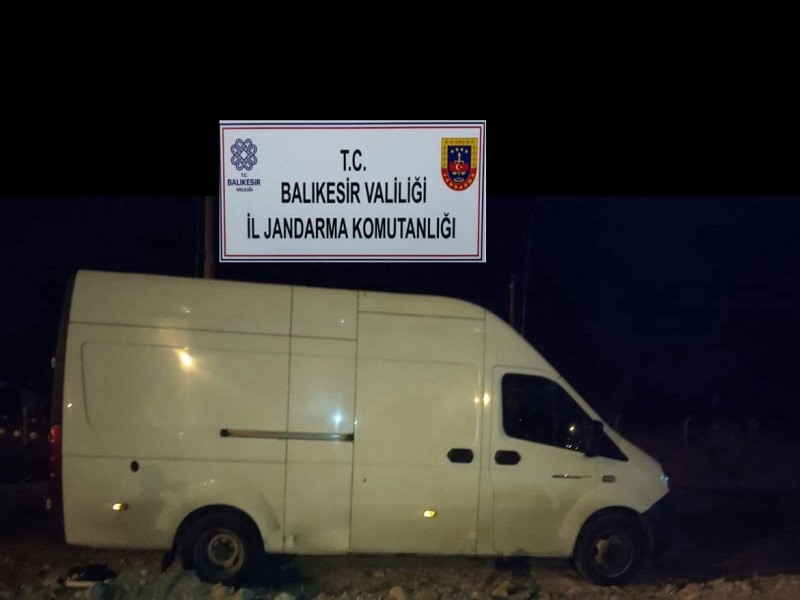 T.C.
BALIKESİR VALİLİĞİ
İL JANDARMA KOMUTANLIĞI
T.C.
BALIKESİR
VALİLİĞİ